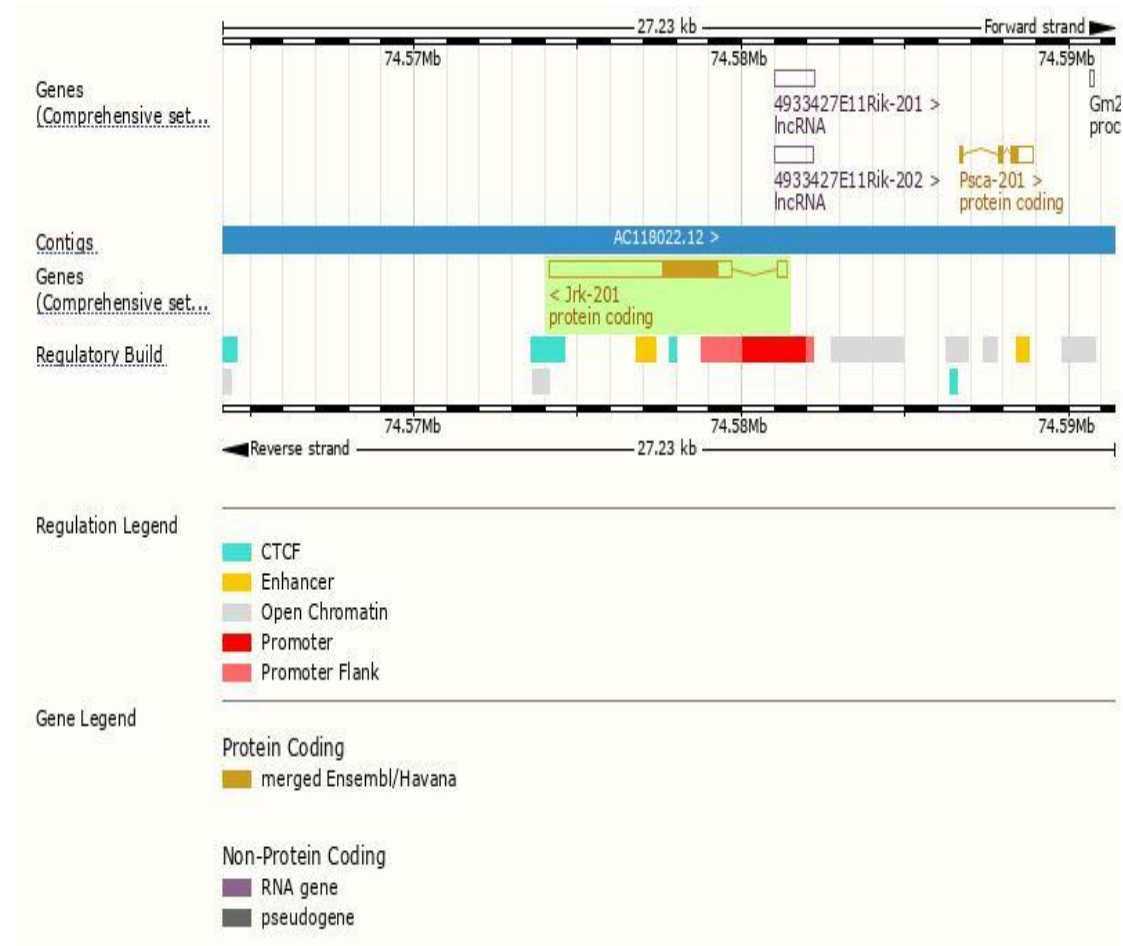 27.23 kb Forward strand
74.57Mb 74.58Mb 74.59Mb
Genes
(Comprehensive set...
4933427E11Rik-201 >
lncRNA
Gm2
proc
4933427E11Rik-202 >
lncRNA
Psca-201 >
protein coding
Contigs
AC118022.12 >
Genes
(Comprehensive set...
< Jrk-201
protein coding
Regulatory Build
74.57Mb 74.58Mb 74.59Mb
Reverse strand 27.23 kb
Regulation Legend
CTCF
Enhancer
Open Chromatin
Promoter
Promoter Flank
Gene Legend
Protein Coding
merged Ensembl/Havana
Non-Protein Coding
RNA gene
pseudogene